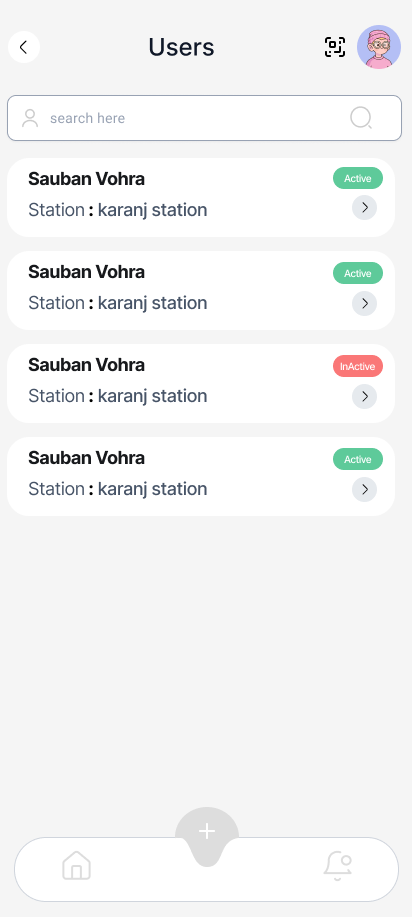 Users
search here
Sauban Vohra
Active
Station : karanj station
Sauban Vohra
Active
Station : karanj station
Sauban Vohra
InActive
Station : karanj station
Sauban Vohra
Active
Station : karanj station